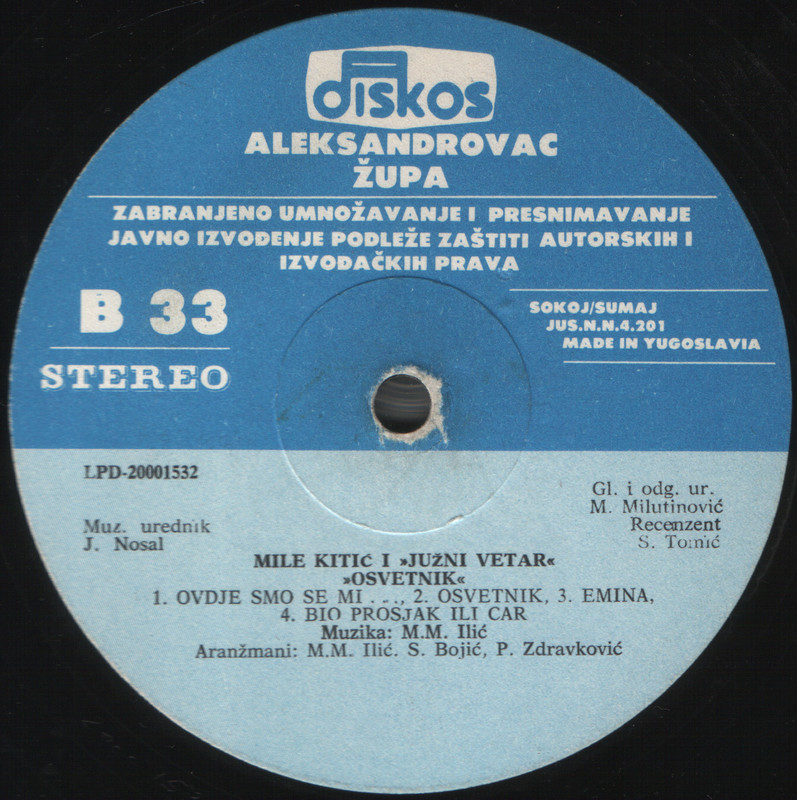 diskos
ALEKSANDROVAC
ŽUPA
ZABRANJENO UMNOŽAVANJE I PRESNIMAVANJE
JAVNO IZVOĐENJE PODLEŽE ZAŠTITI AUTORSKIH I
IZVOĐAČKIH PRAVA
B 33
STEREO
SOKOJ/SUMAJ
JUS.N.N.4.201
MADE IN YUGOSLAVIA
LPD-20001532
Muz. urednik
J. Nosal
Gl. i odg. ur.
M. Milutinović
Recenzent
S. Tomić
MILE KITIĆ I »JUŽNI VETAR«
»OSVETNIK«
1. OVDJE SMO SE MI . . ., 2. OSVETNIK, 3. EMINA,
4. BIO PROSJAK ILI CAR
Muzika: M.M. Ilić
Aranžmani: M.M. Ilić. S. Bojić, P. Zdravković